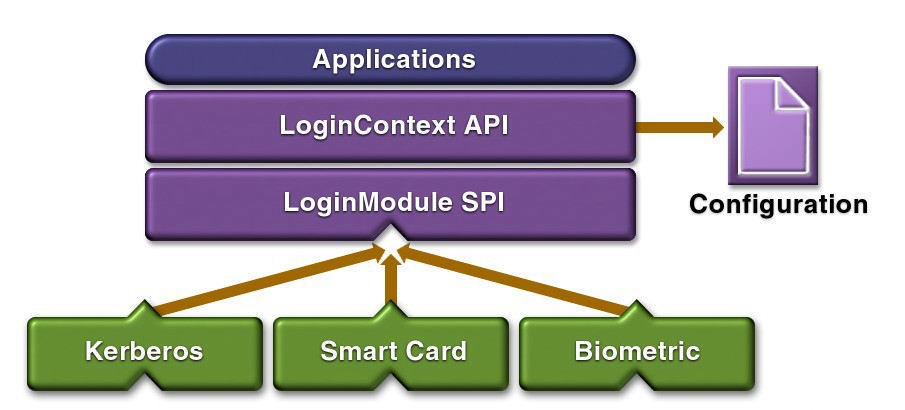 Applications
LoginContext API
LoginModule SPI
Configuration
Kerberos
Smart Card
Biometric